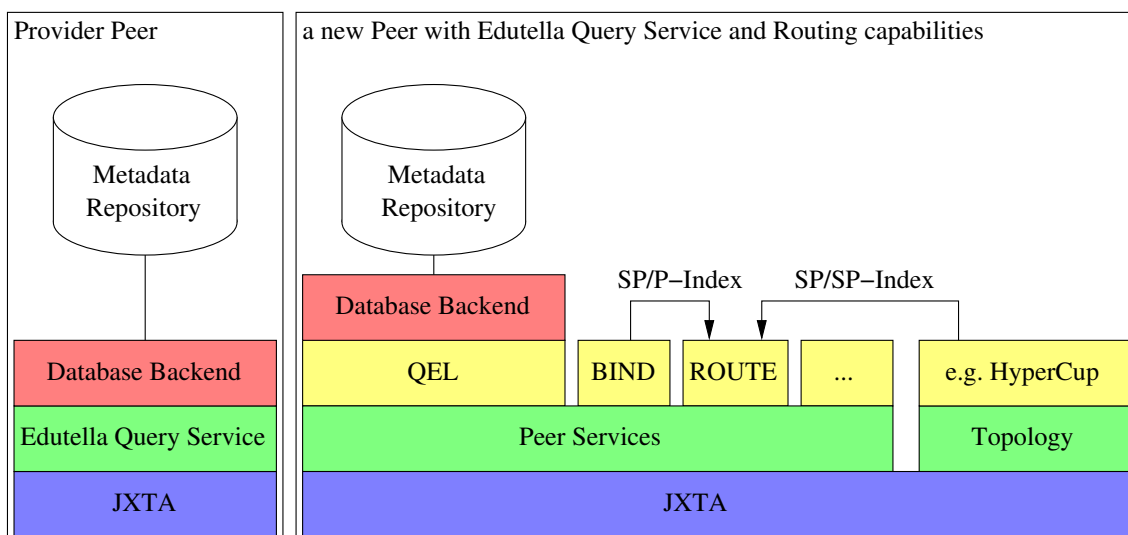 Provider Peer
Metadata
Repository
Database Backend
Edutella Query Service
JXTA
a new Peer with Edutella Query Service and Routing capabilities
Metadata
Repository
SP/P−Index
SP/SP−Index
Database Backend
QEL
BIND
ROUTE
...
e.g. HyperCup
Peer Services
Topology
JXTA